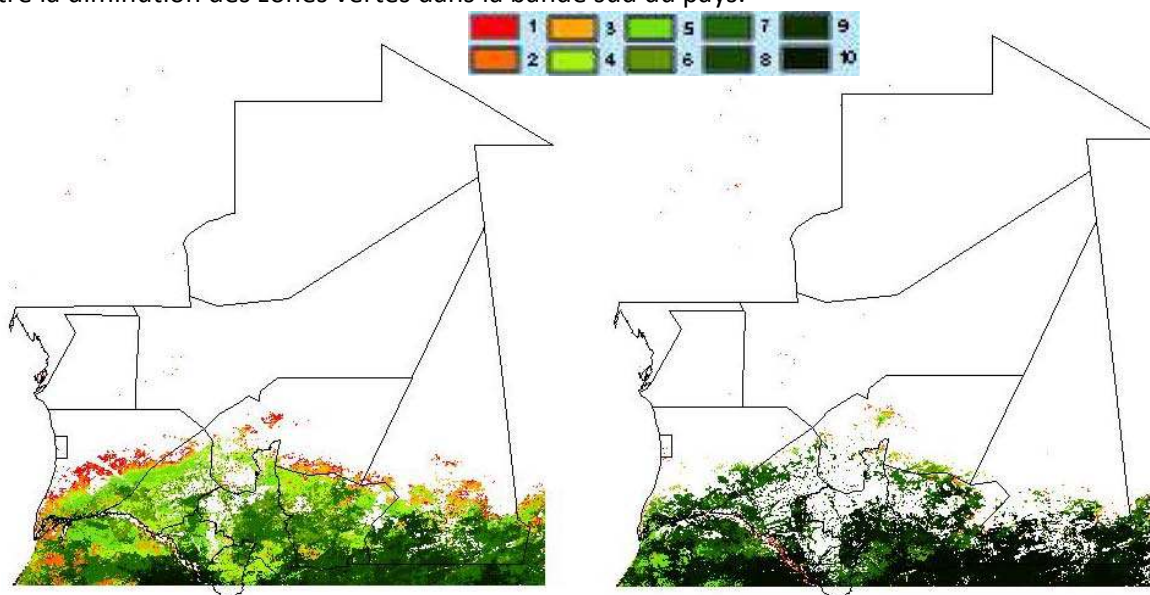 tre la diminution des zones vertes dans la bande sud du pays.
1 3 5 7 9
2 4 6 8 10